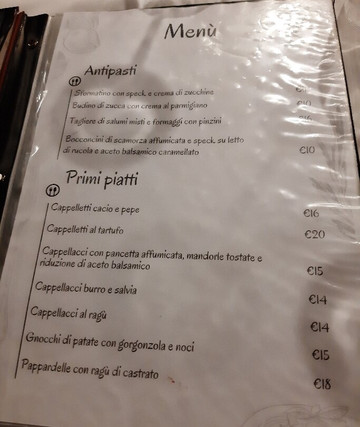 Menù
Antipasti
Sformatino con speck e crema di zucchine
Budino di zucca con crema al parmigiano
Tagliere di salumi misti e formaggi con pinzini
Bocconcini di scamorza affumicata e speck su letto
di rucola e aceto balsamico caramellato €10
Primi piatti
Cappelletti cacio e pepe €16
Cappelletti al tartufo €20
Cappellacci con pancetta affumicata, mandorle tostate e
riduzione di aceto balsamico €15
Cappellacci burro e salvia €14
Cappellacci al ragù €14
Gnocchi di patate con gorgonzola e noci €15
Pappardelle con ragù di castrato €18